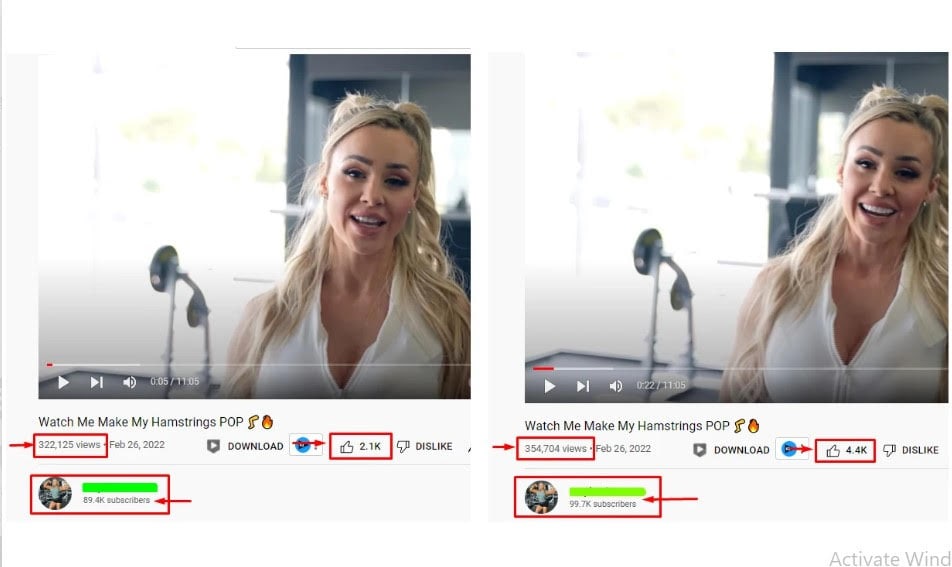 0:05 / 11:05
Watch Me Make My Hamstrings POP
322,125 views • Feb 26, 2022 DOWNLOAD 2.1K DISLIKE
89.4K subscribers
0:22 / 11:05
Watch Me Make My Hamstrings POP
354,704 views • Feb 26, 2022 DOWNLOAD 4.4K DISLIKE
99.7K subscribers
Activate Wind